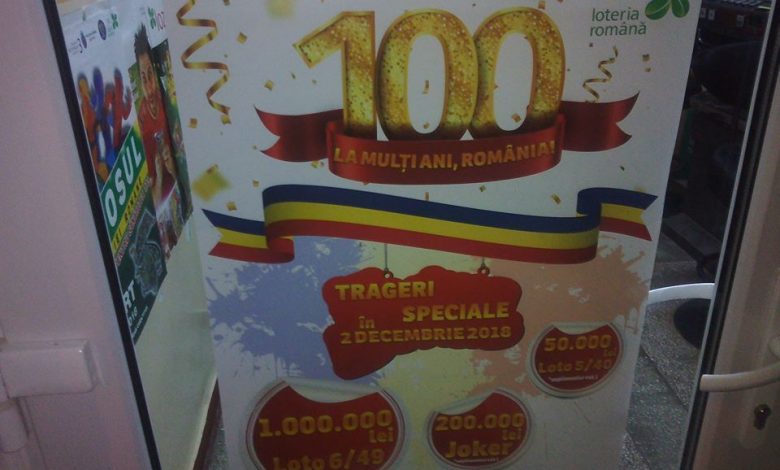 loteria
română
100
LA MULȚI ANI, ROMÂNIA!
TRAGERI
SPECIALE
în
2 DECEMBRIE 2018
50.000
lei
Loto 5/40
1.000.000
lei
Loto 6/49
200.000
lei
Joker
OSUL